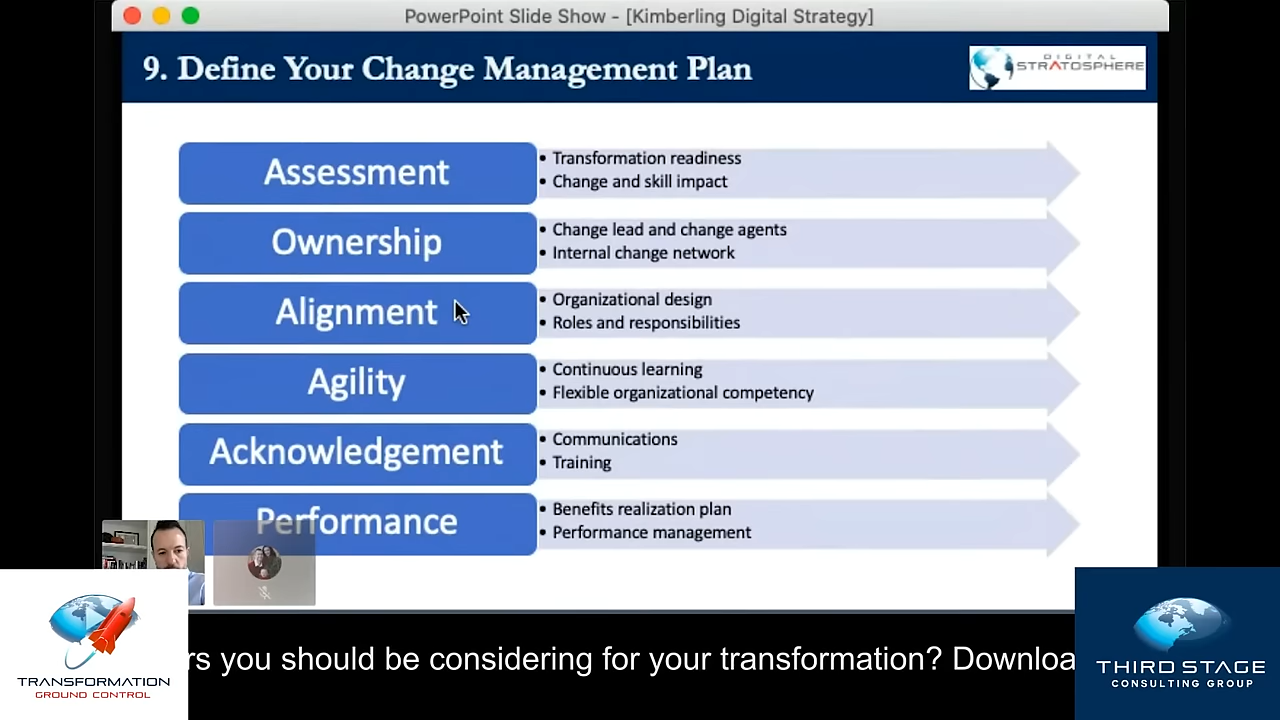 PowerPoint Slide Show - [Kimberling Digital Strategy]
9. Define Your Change Management Plan
DIGITAL
STRATOSPHERE
Assessment
• Transformation readiness
• Change and skill impact
Ownership
• Change lead and change agents
• Internal change network
Alignment
• Organizational design
• Roles and responsibilities
Agility
• Continuous learning
• Flexible organizational competency
Acknowledgement
• Communications
• Training
Performance
• Benefits realization plan
• Performance management
TRANSFORMATION
GROUND CONTROL
rs you should be considering for your transformation? Downloa
THIRD STAGE
CONSULTING GROUP